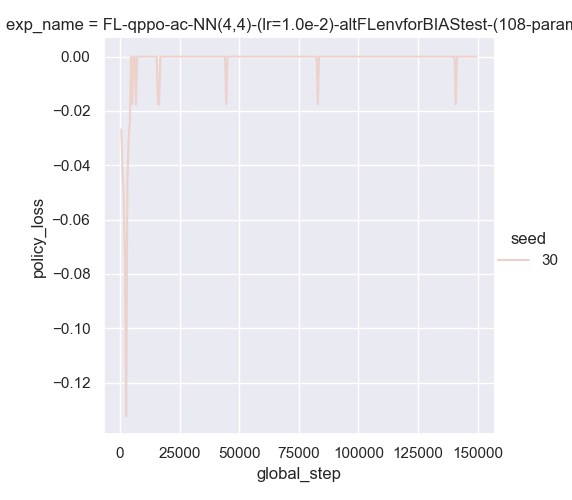 exp_name = FL-qppo-ac-NN(4,4)-(lr=1.0e-2)-altFLenvforBIAStest-(108-param
0.00
−0.02
−0.04
−0.06
−0.08
−0.10
−0.12
policy_loss
0 25000 50000 75000 100000 125000 150000
global_step
seed
30